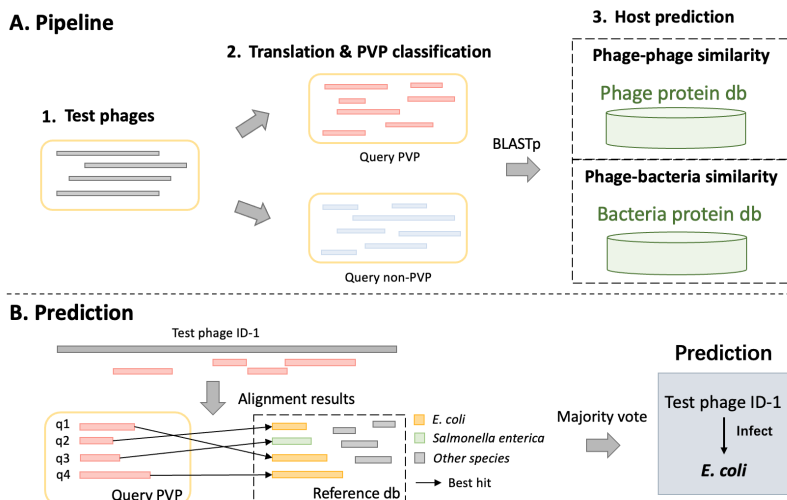 A. Pipeline
1. Test phages
2. Translation & PVP classification
Query PVP
Query non-PVP
BLASTp
3. Host prediction
Phage-phage similarity
Phage protein db
Phage-bacteria similarity
Bacteria protein db
B. Prediction
Test phage ID-1
Alignment results
q1
q2
q3
q4
Query PVP
Reference db
E. coli
Salmonella enterica
Other species
Best hit
Majority vote
Prediction
Test phage ID-1
Infect
E. coli